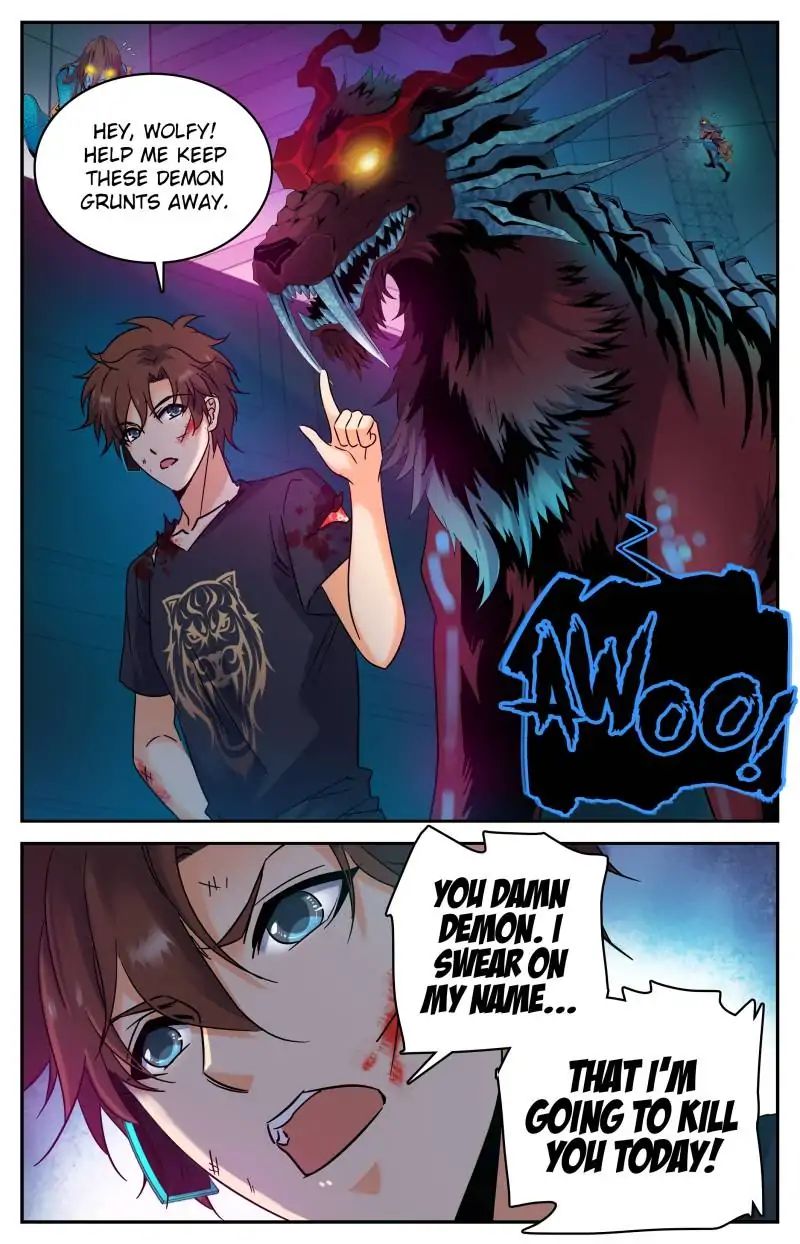 HEY, WOLFY!
HELP ME KEEP
THESE DEMON
GRUNTS AWAY.
AWOO!
YOU DAMN
DEMON. I
SWEAR ON
MY NAME...
THAT I'M
GOING TO KILL
YOU TODAY!